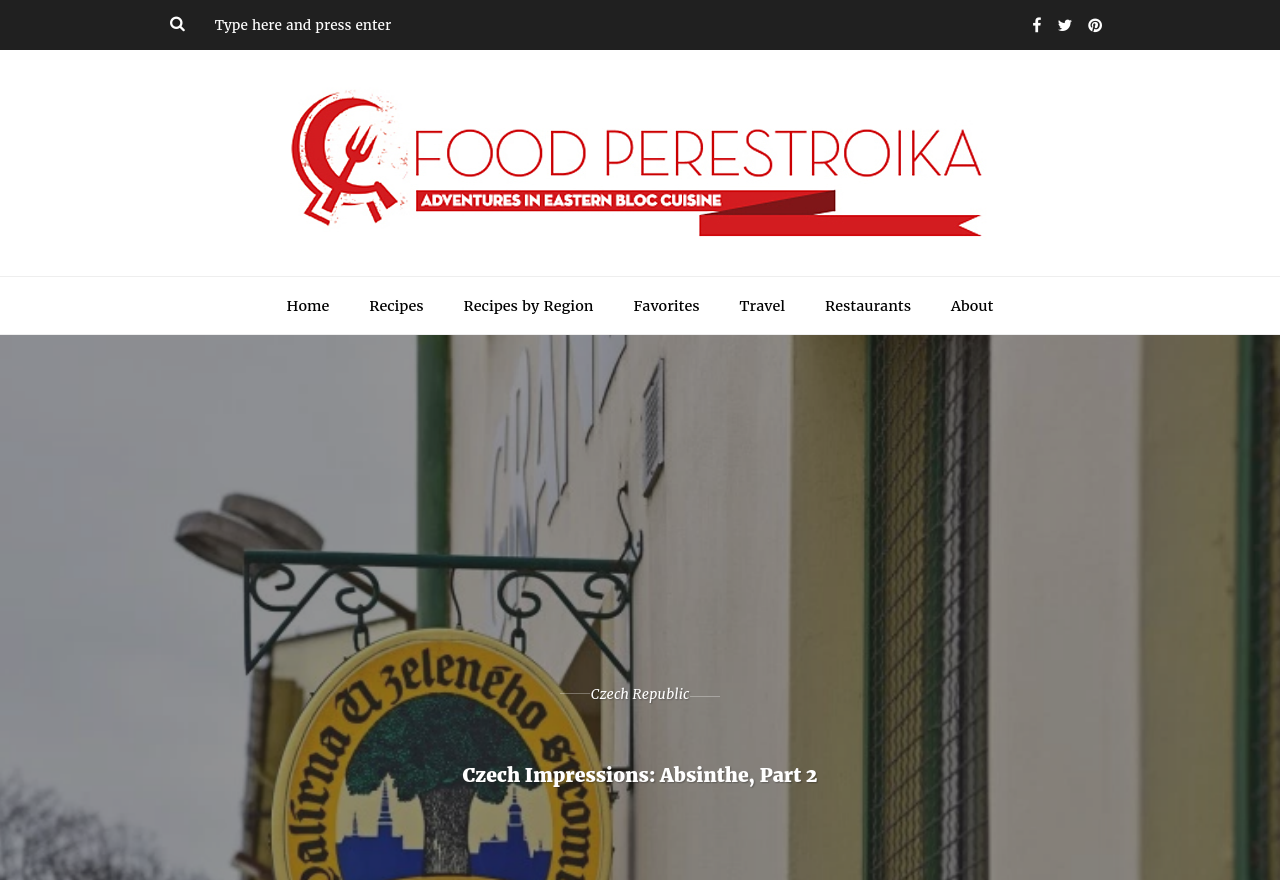 Type here and press enter
FOOD PERESTROIKA
ADVENTURES IN EASTERN BLOC CUISINE
Home Recipes Recipes by Region Favorites Travel Restaurants About
Czech Republic
Czech Impressions: Absinthe, Part 2
Palírna U zeleného stromu